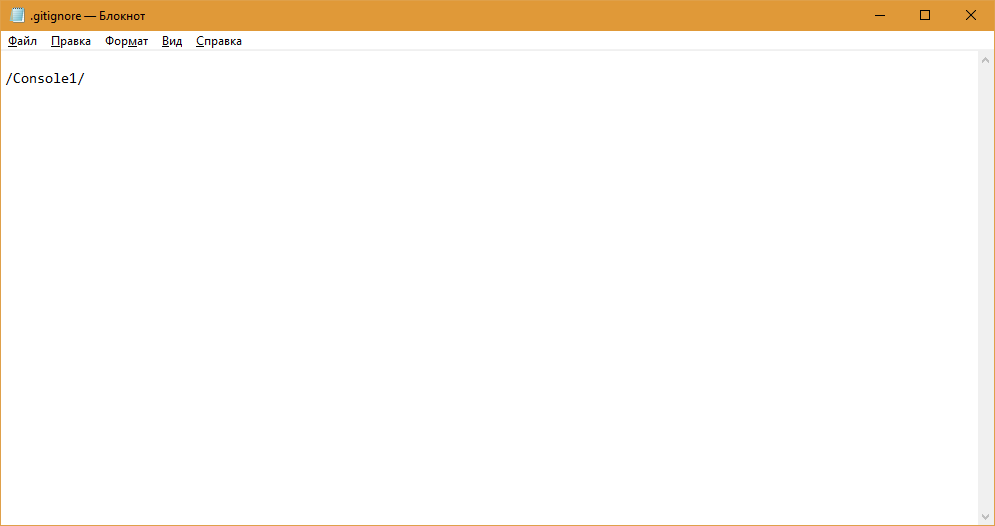 .gitignore — Блокнот
Файл Правка Формат Вид Справка
/Console1/